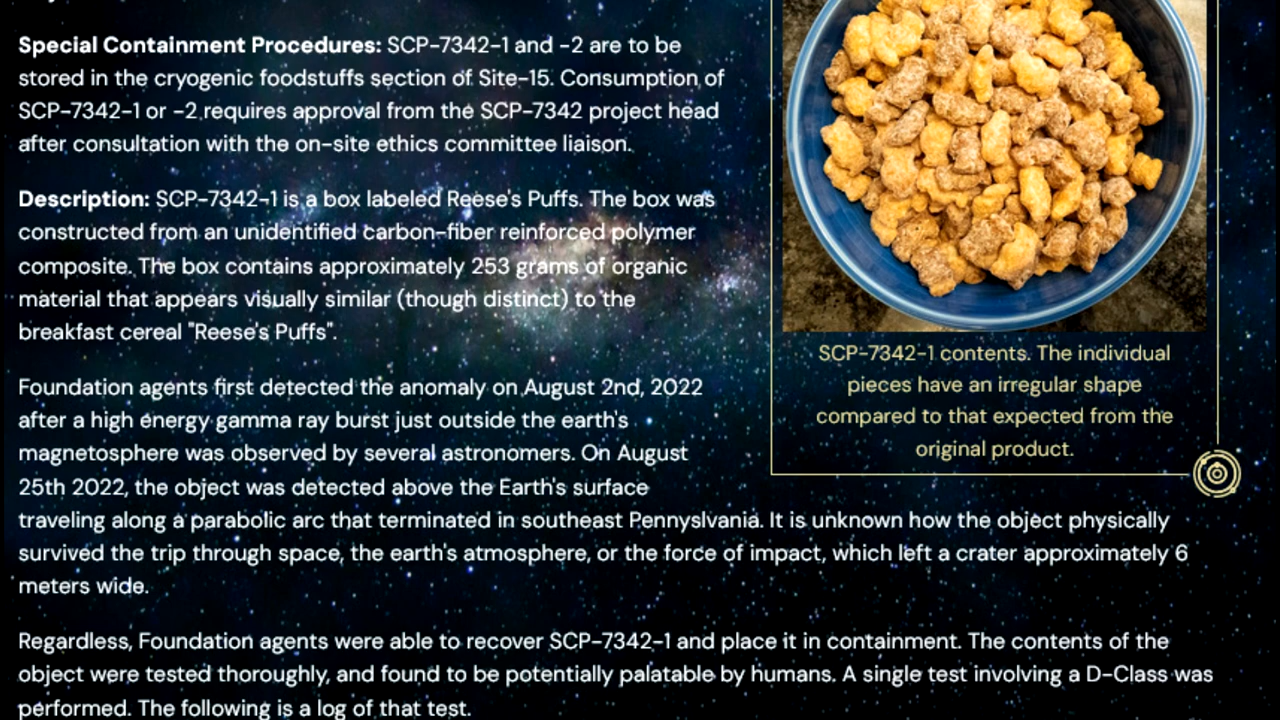 Special Containment Procedures: SCP-7342-1 and -2 are to be
stored in the cryogenic foodstuffs section of Site-15. Consumption of
SCP-7342-1 or -2 requires approval from the SCP-7342 project head
after consultation with the on-site ethics committee liaison.
Description: SCP-7342-1 is a box labeled Reese's Puffs. The box was
constructed from an unidentified carbon-fiber reinforced polymer
composite. The box contains approximately 253 grams of organic
material that appears visually similar (though distinct) to the
breakfast cereal "Reese's Puffs".
SCP-7342-1 contents. The individual
pieces have an irregular shape
compared to that expected from the
original product.
Foundation agents first detected the anomaly on August 2nd, 2022
after a high energy gamma ray burst just outside the earth's
magnetosphere was observed by several astronomers. On August
25th 2022, the object was detected above the Earth's surface
traveling along a parabolic arc that terminated in southeast Pennyslvania. It is unknown how the object physically
survived the trip through space, the earth's atmosphere, or the force of impact, which left a crater approximately 6
meters wide.
Regardless, Foundation agents were able to recover SCP-7342-1 and place it in containment. The contents of the
object were tested thoroughly, and found to be potentially palatable by humans. A single test involving a D-Class was
performed. The following is a log of that test.